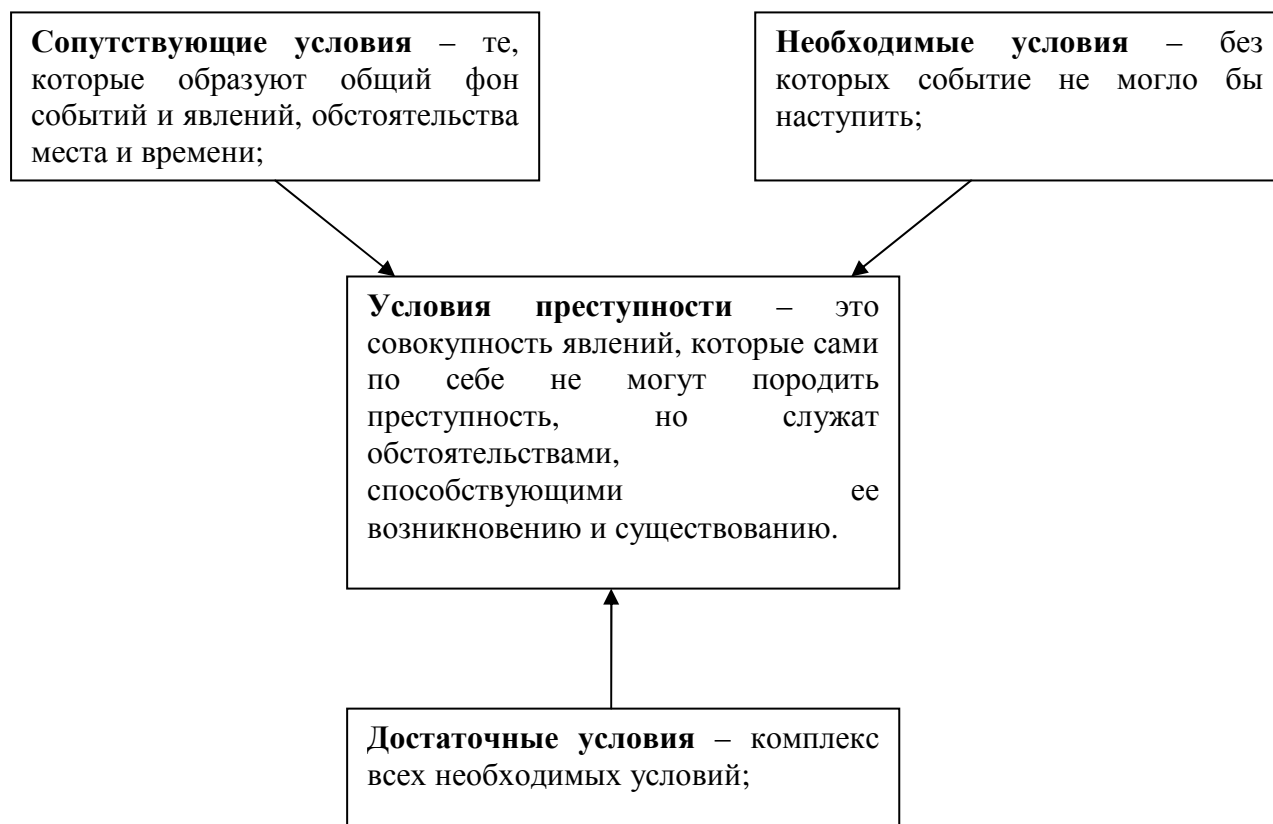 Сопутствующие условия – те,
которые образуют общий фон
событий и явлений, обстоятельства
места и времени;
Необходимые условия – без
которых событие не могло бы
наступить;
Условия преступности – это
совокупность явлений, которые сами
по себе не могут породить
преступность, но служат
обстоятельствами,
способствующими ее
возникновению и существованию.
Достаточные условия – комплекс
всех необходимых условий;